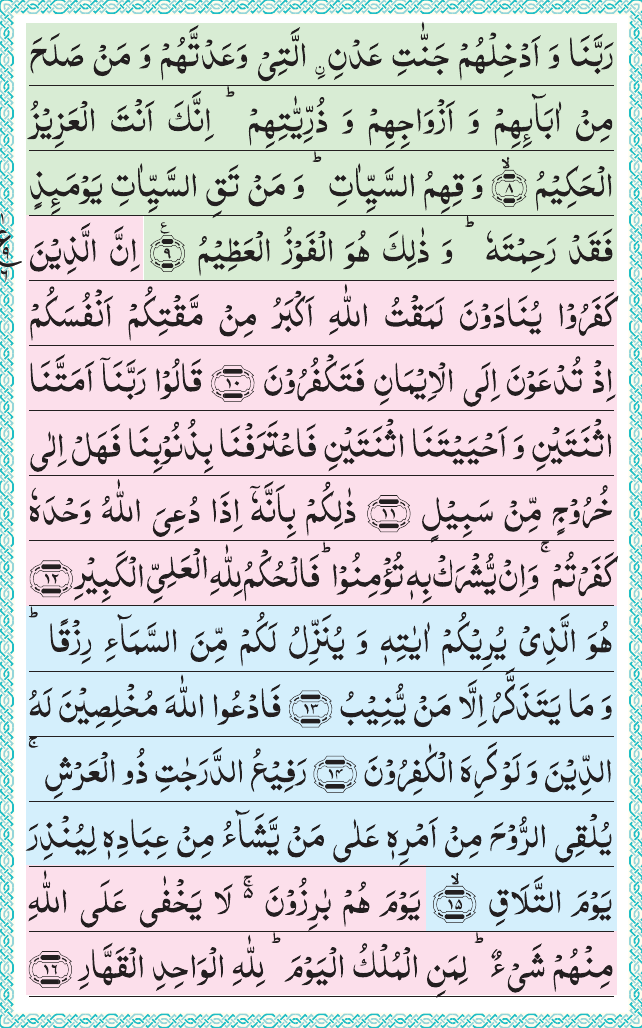 رَبَّنَا وَ اَدۡخِلۡهُمۡ جَنّٰتِ عَدۡنِ ۣ الَّتِىۡ وَعَدْتَّهُمۡ وَ مَنۡ صَلَحَ
مِنۡ اٰبَآٮِٕهِمۡ وَ اَزۡوَاجِهِمۡ وَ ذُرِّيّٰتِهِمۡ ؕ اِنَّكَ اَنۡتَ الۡعَزِيۡزُ
الۡحَكِيۡمُ ۙ‏﴿۸﴾ وَقِهِمُ السَّيِّاٰتِ ؕ وَمَنۡ تَقِ السَّيِّاٰتِ يَوۡمَٮِٕذٍ
فَقَدۡ رَحِمۡتَهٗ ؕ وَ ذٰلِكَ هُوَ الۡفَوۡزُ الۡعَظِيۡمُ ﴿۹﴾ اِنَّ الَّذِيۡنَ
كَفَرُوۡا يُنَادَوۡنَ لَمَقۡتُ اللّٰهِ اَكۡبَرُ مِنۡ مَّقۡتِكُمۡ اَنۡفُسَكُمۡ
اِذۡ تُدۡعَوۡنَ اِلَى الۡاِيۡمَانِ فَتَكۡفُرُوۡنَ ﴿۱۰﴾ قَالُوۡا رَبَّنَاۤ اَمَتَّنَا
اثۡنَتَيۡنِ وَ اَحۡيَيۡتَنَا اثۡنَتَيۡنِ فَاعۡتَرَفۡنَا بِذُنُوۡبِنَا فَهَلۡ اِلٰى
خُرُوۡجٍ مِّنۡ سَبِيۡلٍ ﴿۱۱﴾ ذٰلِكُمۡ بِاَنَّهٗۤ اِذَا دُعِىَ اللّٰهُ وَحۡدَهٗ
كَفَرۡتُمۡ ۚ وَاِنۡ يُّشۡرَكۡ بِهٖ تُؤۡمِنُوۡا ؕ فَالۡحُكۡمُ لِلّٰهِ الۡعَلِىِّ الۡكَبِيۡرِ ﴿۱۲﴾
هُوَ الَّذِىۡ يُرِيۡكُمۡ اٰيٰتِهٖ وَ يُنَزِّلُ لَكُمۡ مِّنَ السَّمَآءِ رِزۡقًا ؕ
وَ مَا يَتَذَكَّرُ اِلَّا مَنۡ يُّنِيۡبُ ﴿۱۳﴾ فَادۡعُوا اللّٰهَ مُخۡلِصِيۡنَ لَهُ
الدِّيۡنَ وَ لَوۡ كَرِهَ الۡكٰفِرُوۡنَ ﴿۱۴﴾ رَفِيۡعُ الدَّرَجٰتِ ذُو الۡعَرۡشِ ۚ
يُلۡقِى الرُّوۡحَ مِنۡ اَمۡرِهٖ عَلٰى مَنۡ يَّشَآءُ مِنۡ عِبَادِهٖ لِيُنۡذِرَ
يَوۡمَ التَّلَاقِ ۙ‏﴿۱۵﴾ يَوۡمَ هُمۡ بٰرِزُوۡنَ ۛۚ لَا يَخۡفٰى عَلَى اللّٰهِ
مِنۡهُمۡ شَىۡءٌ ؕ لِمَنِ الۡمُلۡكُ الۡيَوۡمَ ؕ لِلّٰهِ الۡوَاحِدِ الۡقَهَّارِ ﴿۱۶﴾